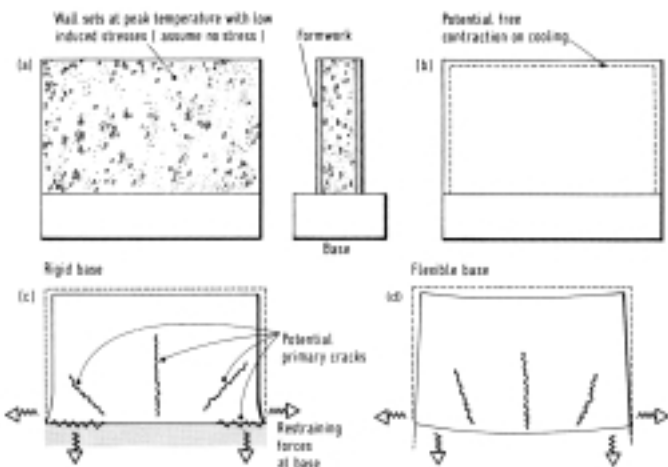 Wall sets at peak temperature with low
induced stresses ( assume no stress )
Formwork
Potential free
contraction on cooling
(a)
(b)
Base
Rigid base
Flexible base
(c)
(d)
Potential
primary cracks
Restraining
forces
at base